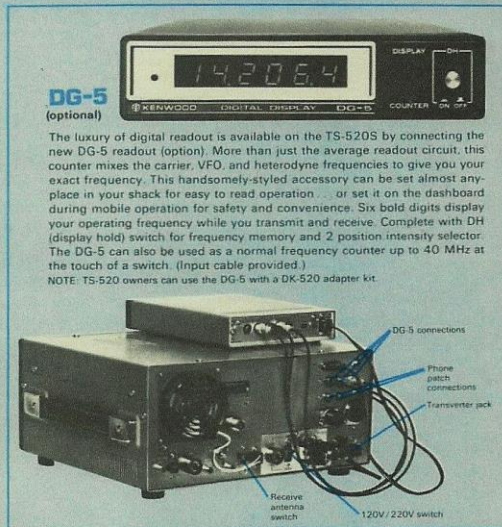 14.206.4
DISPLAY DH
KENWOOD DIGITAL DISPLAY DG-5
COUNTER ON OFF
DG-5
(optional)
The luxury of digital readout is available on the TS-520S by connecting the
new DG-5 readout (option). More than just the average readout circuit, this
counter mixes the carrier, VFO, and heterodyne frequencies to give you your
exact frequency. This handsomely-styled accessory can be set almost any-
place in your shack for easy to read operation . . . or set it on the dashboard
during mobile operation for safety and convenience. Six bold digits display
your operating frequency while you transmit and receive. Complete with DH
(display hold) switch for frequency memory and 2 position intensity selector.
The DG-5 can also be used as a normal frequency counter up to 40 MHz at
the touch of a switch. (Input cable provided.)
NOTE: TS-520 owners can use the DG-5 with a DK-520 adapter kit.
DG-5 connections
Phone
patch
connections
Transverter jack
Receive
antenna
switch
120V/220V switch